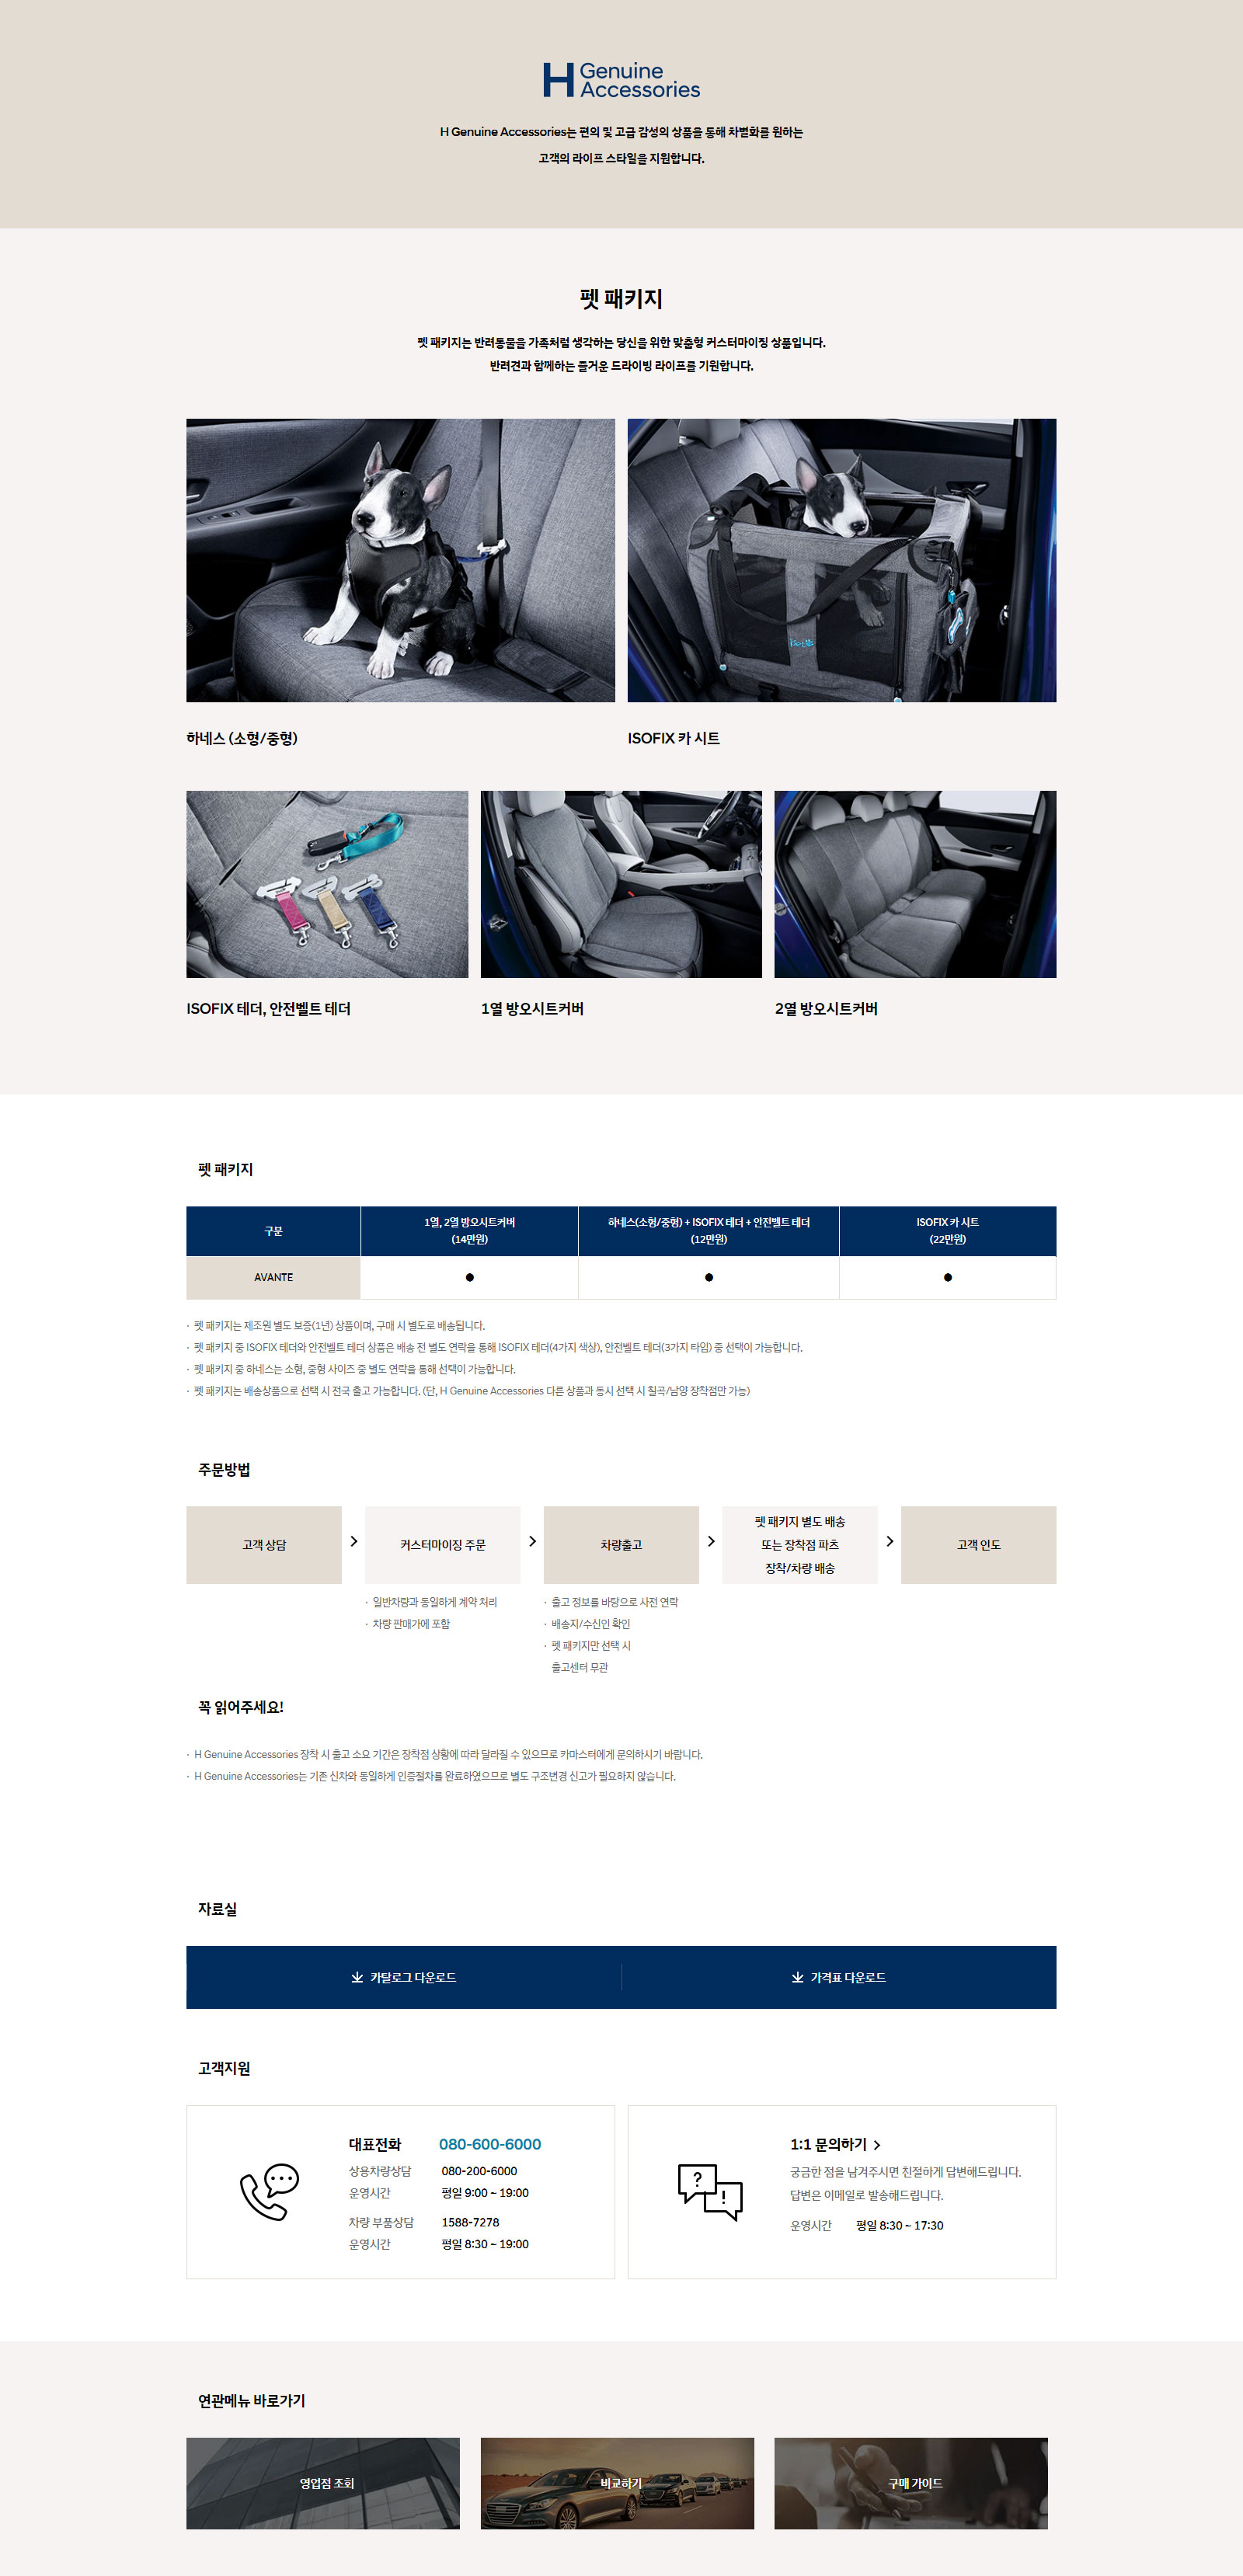 H Genuine
Accessories
H Genuine Accessories는 편의 및 고급 감성의 상품을 통해 차별화를 원하는
고객의 라이프 스타일을 지원합니다.
펫 패키지
펫 패키지는 반려동물을 가족처럼 생각하는 당신을 위한 맞춤형 커스터마이징 상품입니다.
반려견과 함께하는 즐거운 드라이빙 라이프를 기원합니다.
하네스 (소형/중형)
ISOFIX 카 시트
ISOFIX 테더, 안전벨트 테더
1열 방오시트커버
2열 방오시트커버
펫 패키지
구분
1열, 2열 방오시트커버
(14만원)
하네스(소형/중형) + ISOFIX 테더 + 안전벨트 테더
(12만원)
ISOFIX 카 시트
(22만원)
AVANTE ● ● ●
· 펫 패키지는 제조원 별도 보증(1년) 상품이며, 구매 시 별도로 배송됩니다.
· 펫 패키지 중 ISOFIX 테더와 안전벨트 테더 상품은 배송 전 별도 연락을 통해 ISOFIX 테더(4가지 색상), 안전벨트 테더(3가지 타입) 중 선택이 가능합니다.
· 펫 패키지 중 하네스는 소형, 중형 사이즈 중 별도 연락을 통해 선택이 가능합니다.
· 펫 패키지는 배송상품으로 선택 시 전국 출고 가능합니다. (단, H Genuine Accessories 다른 상품과 동시 선택 시 칠곡/남양 장착점만 가능)
주문방법
고객 상담
커스터마이징 주문
· 일반차량과 동일하게 계약 처리
· 차량 판매가에 포함
차량출고
· 출고 정보를 바탕으로 사전 연락
· 배송지/수신인 확인
· 펫 패키지만 선택 시
출고센터 무관
펫 패키지 별도 배송
또는 장착점 파츠
장착/차량 배송
고객 인도
꼭 읽어주세요!
· H Genuine Accessories 장착 시 출고 소요 기간은 장착점 상황에 따라 달라질 수 있으므로 카마스터에게 문의하시기 바랍니다.
· H Genuine Accessories는 기존 신차와 동일하게 인증절차를 완료하였으므로 별도 구조변경 신고가 필요하지 않습니다.
자료실
카탈로그 다운로드
가격표 다운로드
고객지원
대표전화 080-600-6000
상용차량상담 080-200-6000
운영시간 평일 9:00 ~ 19:00
차량 부품상담 1588-7278
운영시간 평일 8:30 ~ 19:00
1:1 문의하기
궁금한 점을 남겨주시면 친절하게 답변해드립니다.
답변은 이메일로 발송해드립니다.
운영시간 평일 8:30 ~ 17:30
연관메뉴 바로가기
영업점 조회
비교하기
구매 가이드